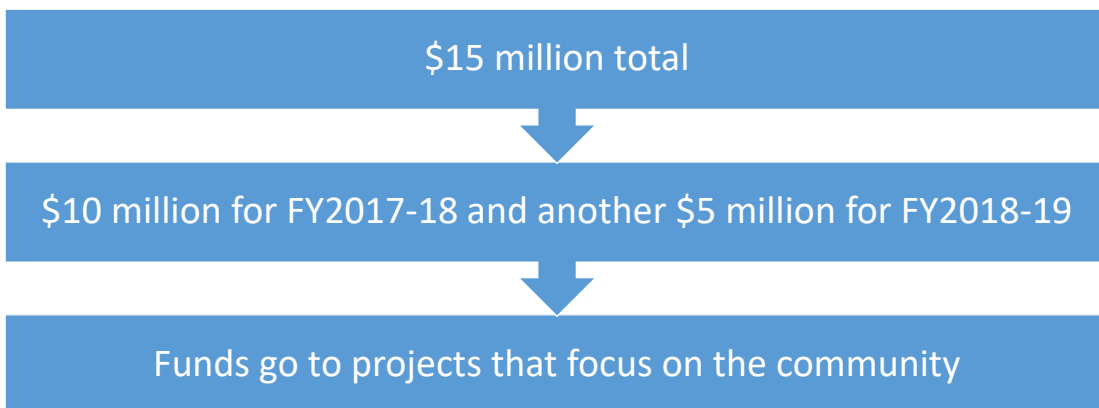 $15 million total
$10 million for FY2017-18 and another $5 million for FY2018-19
Funds go to projects that focus on the community